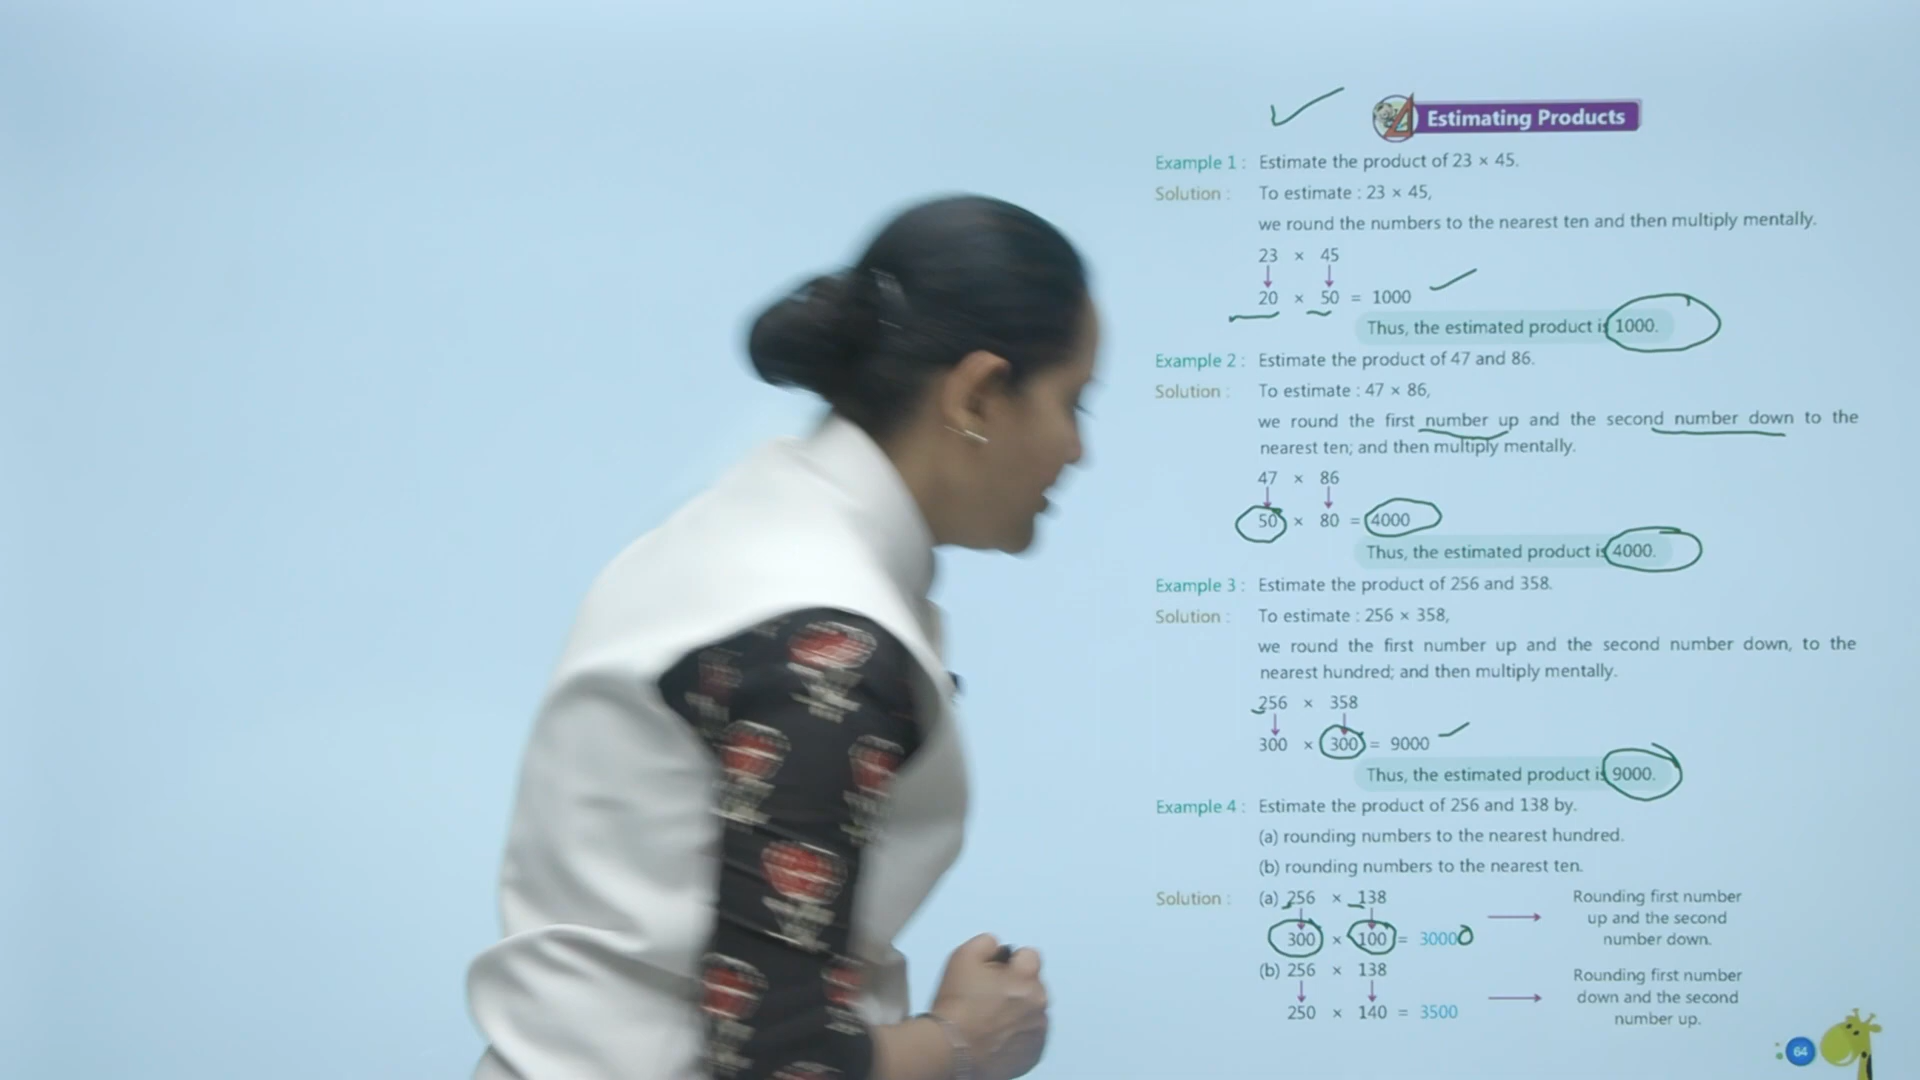 Estimating Products
Example 1 : Estimate the product of 23 × 45.
Solution : To estimate : 23 × 45,
we round the numbers to the nearest ten and then multiply mentally.
23 × 45
20 × 50 = 1000
Thus, the estimated product is 1000.
Example 2 : Estimate the product of 47 and 86.
Solution : To estimate : 47 × 86,
we round the first number up and the second number down to the
nearest ten; and then multiply mentally.
47 × 86
50 × 80 = 4000
Thus, the estimated product is 4000.
Example 3 : Estimate the product of 256 and 358.
Solution : To estimate : 256 × 358,
we round the first number up and the second number down, to the
nearest hundred; and then multiply mentally.
256 × 358
300 × 300 = 9000
Thus, the estimated product is 9000.
Example 4 : Estimate the product of 256 and 138 by.
(a) rounding numbers to the nearest hundred.
(b) rounding numbers to the nearest ten.
Solution : (a) 256 × 138
300 × 100 = 30000
Rounding first number
up and the second
number down.
(b) 256 × 138
250 × 140 = 3500
Rounding first number
down and the second
number up.
64